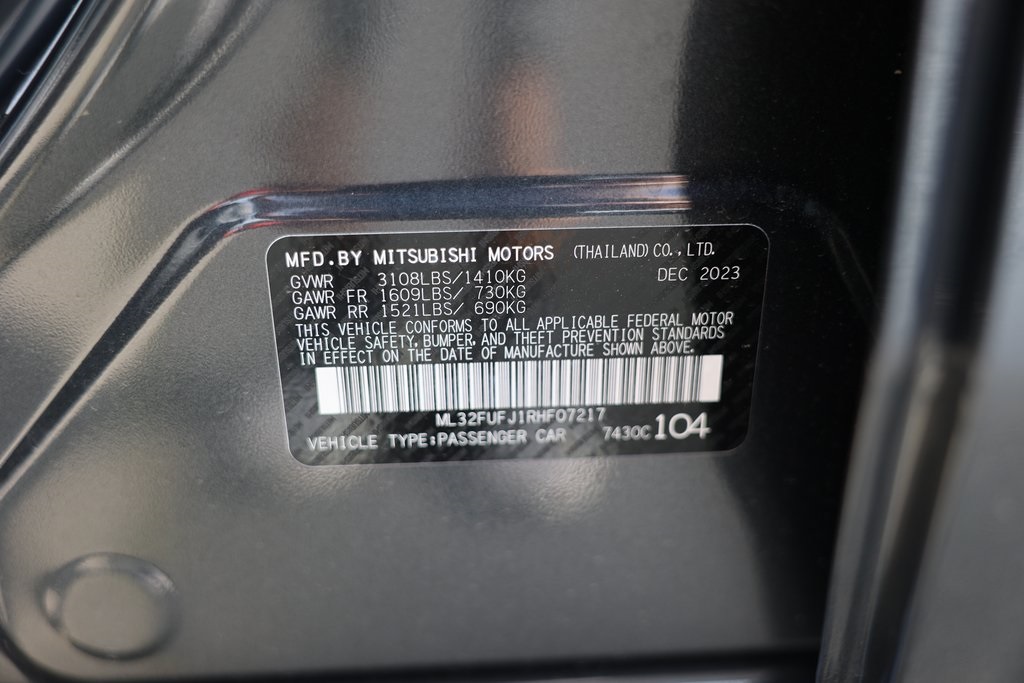 MFD.BY MITSUBISHI MOTORS (THAILAND) CO.,LTD.
GVWR 3108LBS/1410KG DEC 2023
GAWR FR 1609LBS/ 730KG
GAWR RR 1521LBS/ 690KG
THIS VEHICLE CONFORMS TO ALL APPLICABLE FEDERAL MOTOR
VEHICLE SAFETY, BUMPER, AND THEFT PREVENTION STANDARDS
IN EFFECT ON THE DATE OF MANUFACTURE SHOWN ABOVE.
ML32FUFJ1RHF07217
VEHICLE TYPE:PASSENGER CAR 7430C 104